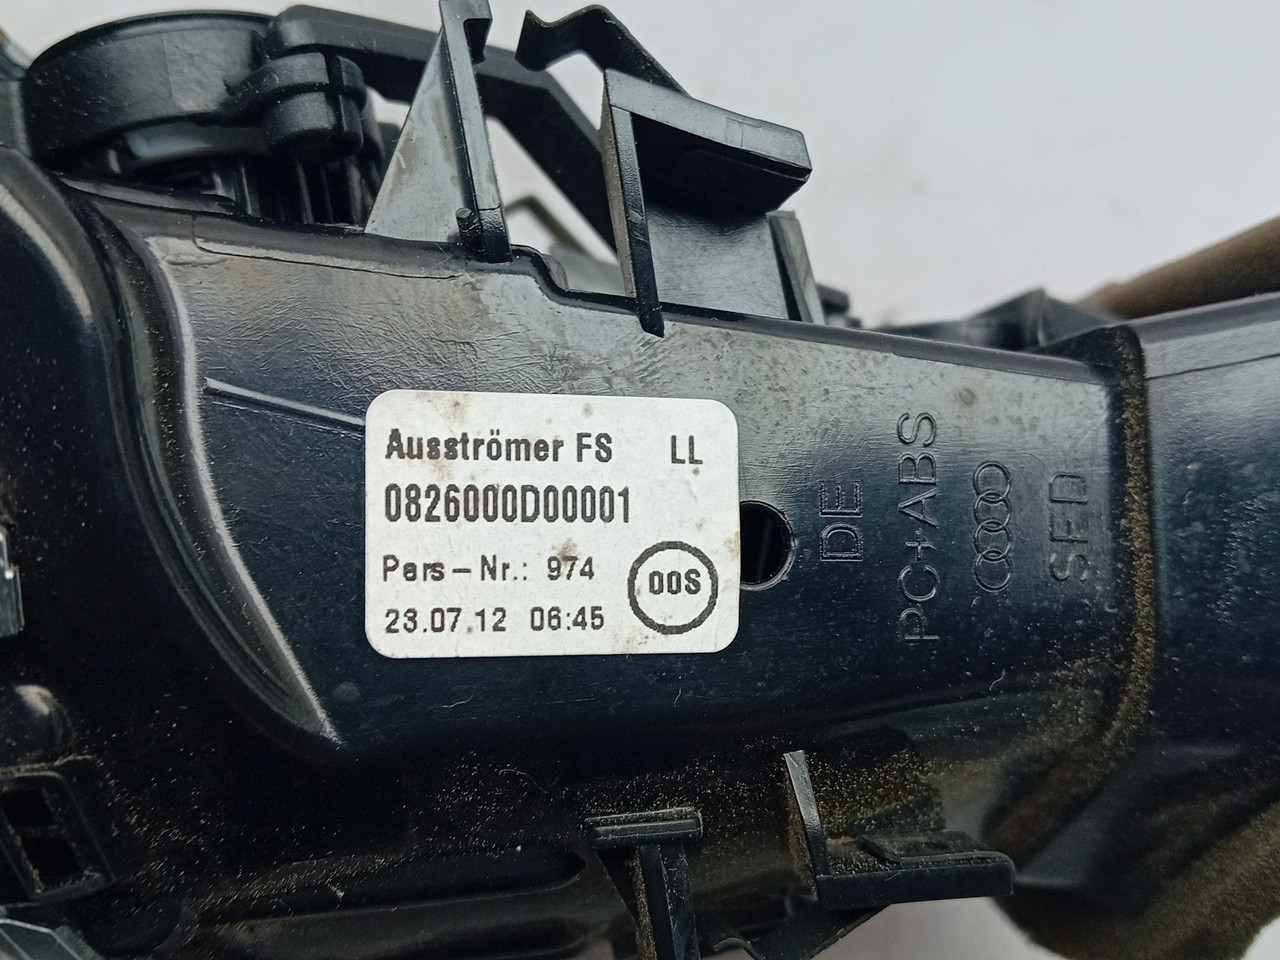 Ausströmer FS LL
0826000D00001
Pers-Nr.: 974
00S
23.07.12 06:45
DE
PC+ABS
SFD